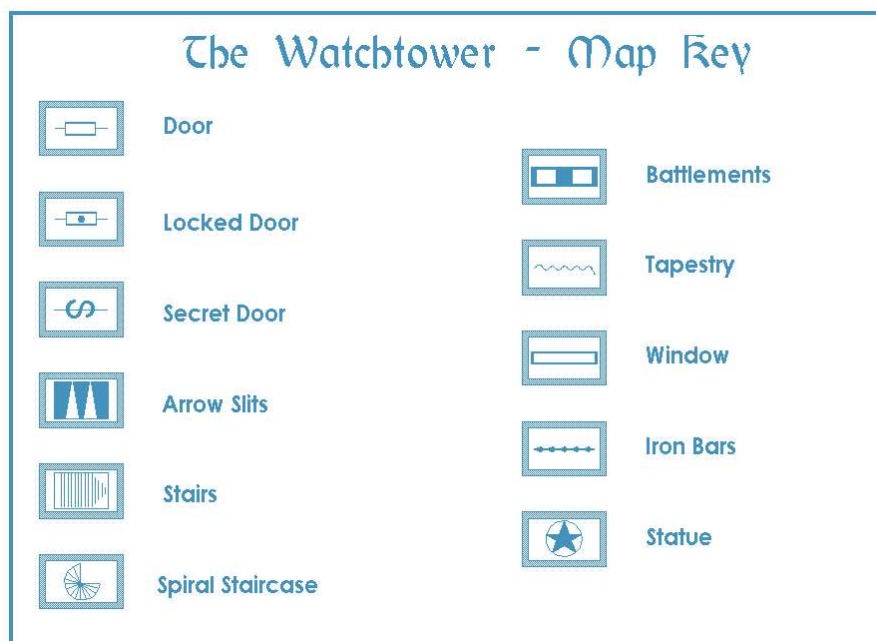 The Watchtower - Map Key
Door
Locked Door
Secret Door
Arrow Slits
Stairs
Spiral Staircase
Battlements
Tapestry
Window
Iron Bars
Statue